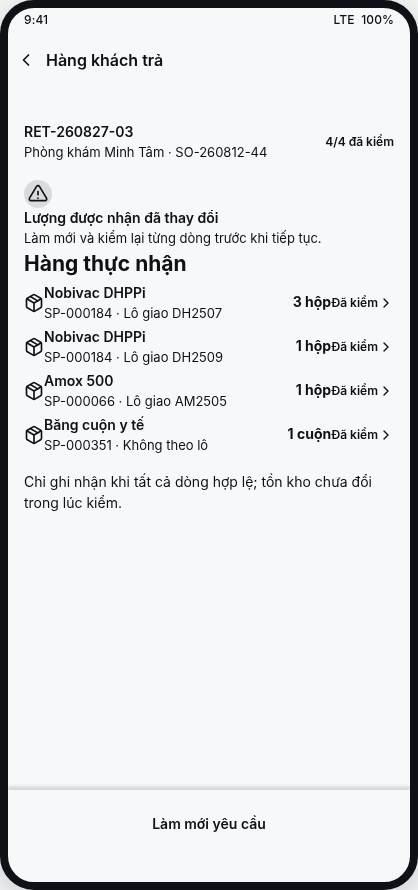 9:41 LTE 100%
Hàng khách trả
RET-260827-03
Phòng khám Minh Tâm · SO-260812-44
4/4 đã kiểm
Lượng được nhận đã thay đổi
Làm mới và kiểm lại từng dòng trước khi tiếp tục.
Hàng thực nhận
Nobivac DHPPi
SP-000184 · Lô giao DH2507
3 hộp Đã kiểm
Nobivac DHPPi
SP-000184 · Lô giao DH2509
1 hộp Đã kiểm
Amox 500
SP-000066 · Lô giao AM2505
1 hộp Đã kiểm
Băng cuộn y tế
SP-000351 · Không theo lô
1 cuộn Đã kiểm
Chỉ ghi nhận khi tất cả dòng hợp lệ; tồn kho chưa đổi
trong lúc kiểm.
Làm mới yêu cầu